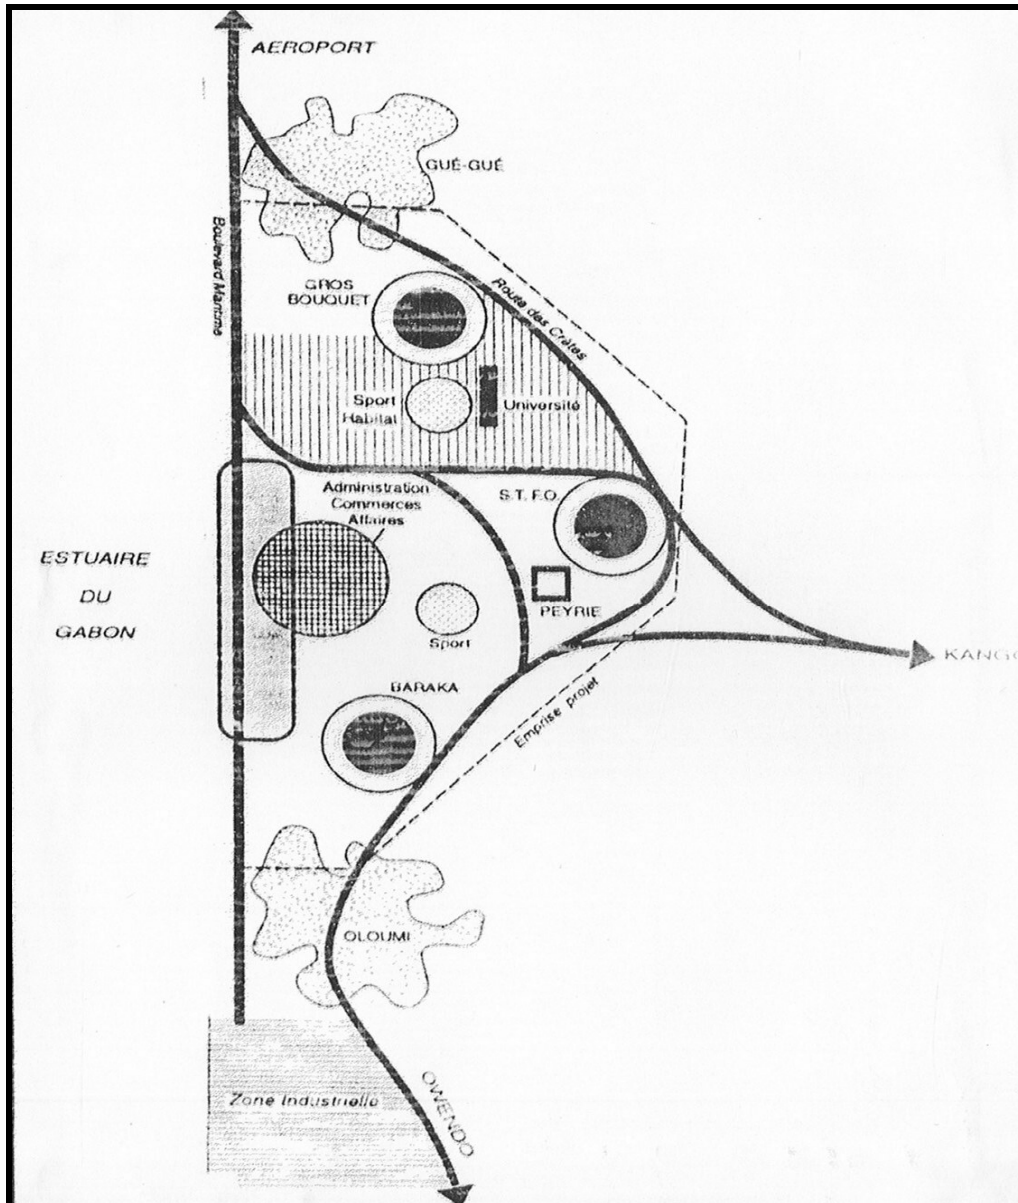 AEROPORT
GUÉ-GUÉ
Boulevard Maritime
GROS
BOUQUET
Route des Crêtes
Sport
Habitat
Université
Administration
Commerces
Affaires
S.T.F.O.
ESTUAIRE
DU
GABON
PEYRIE
Sport
KANGO
BARAKA
Emprise projet
OLOUMI
Zone Industrielle
OWENDO